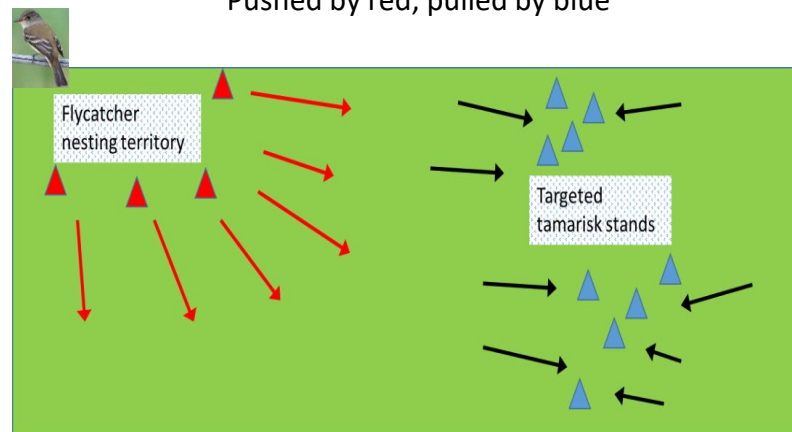 Pushed by red, pulled by blue
Flycatcher
nesting territory
Targeted
tamarisk stands